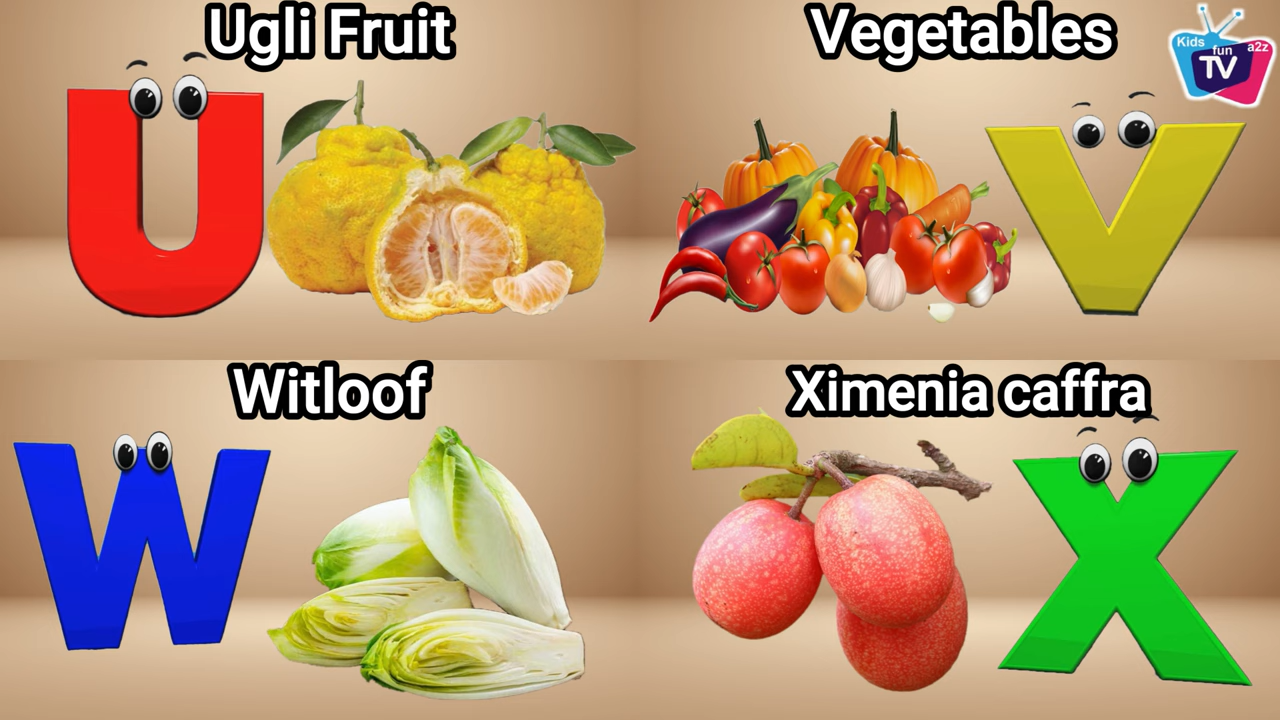 Ugli Fruit
Vegetables
Kids
fun
a2z
TV
U
V
Witloof
Ximenia caffra
W
X